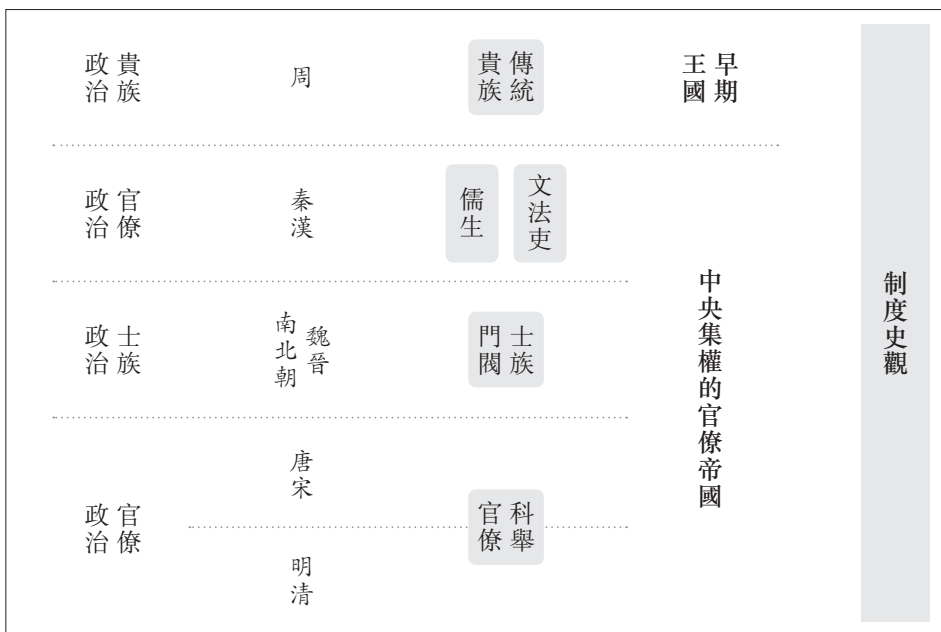 制度史觀
早期
王國
傳統
貴族
周
貴族
政治
中央集權的官僚帝國
文法吏
儒生
秦漢
官僚
政治
士族
門閥
魏晉
南北朝
士族
政治
科舉
官僚
唐宋
明清
官僚
政治